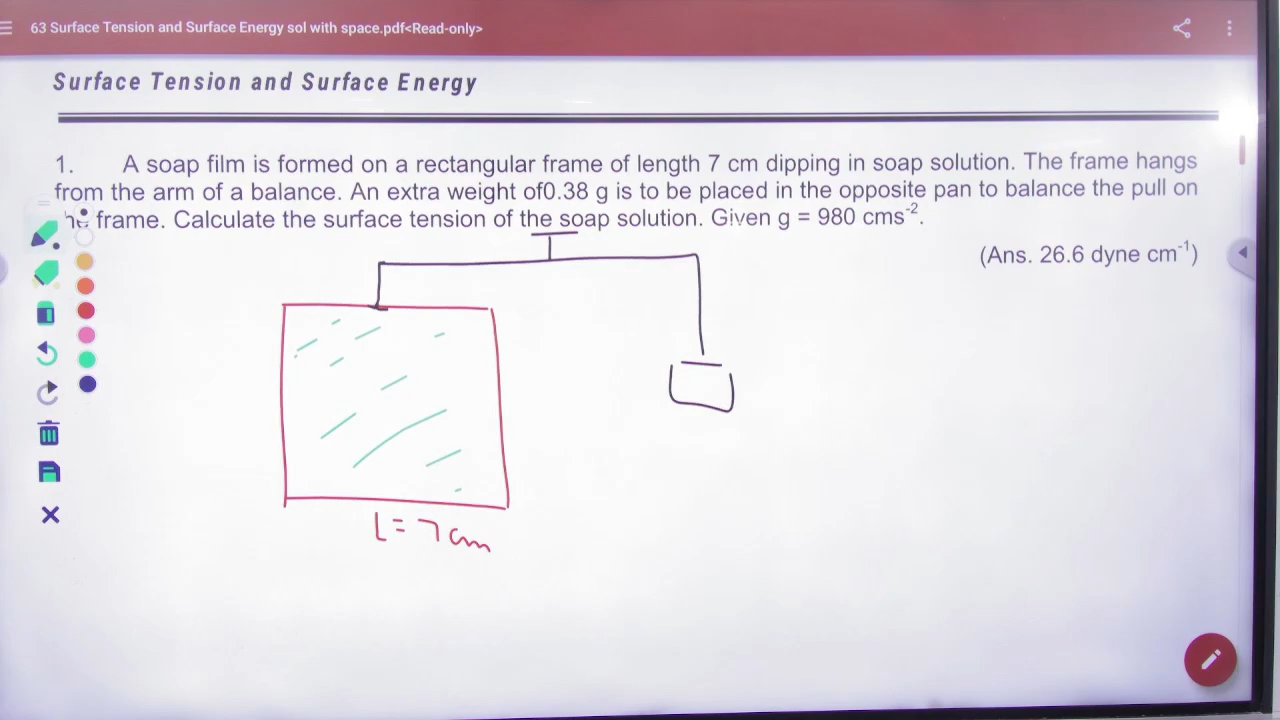 63 Surface Tension and Surface Energy sol with space.pdf<Read-only>
Surface Tension and Surface Energy
1. A soap film is formed on a rectangular frame of length 7 cm dipping in soap solution. The frame hangs
from the arm of a balance. An extra weight of0.38 g is to be placed in the opposite pan to balance the pull on
he frame. Calculate the surface tension of the soap solution. Given g = 980 cms⁻².
(Ans. 26.6 dyne cm⁻¹)
L = 7 cm